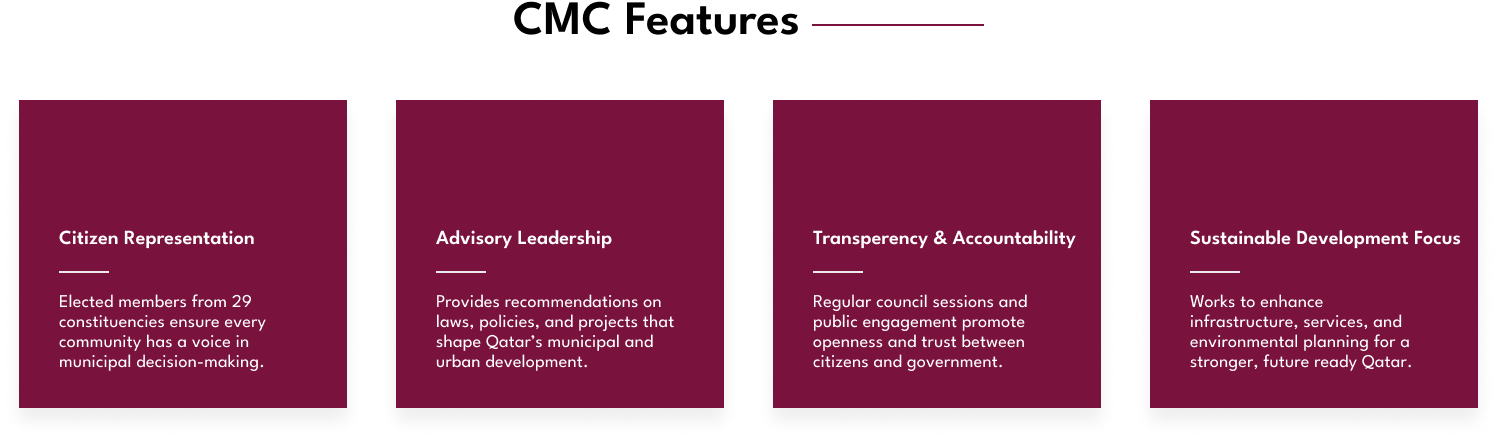 CMC Features
Citizen Representation
Elected members from 29
constituencies ensure every
community has a voice in
municipal decision-making.
Advisory Leadership
Provides recommendations on
laws, policies, and projects that
shape Qatar’s municipal and
urban development.
Transperency & Accountability
Regular council sessions and
public engagement promote
openness and trust between
citizens and government.
Sustainable Development Focus
Works to enhance
infrastructure, services, and
environmental planning for a
stronger, future ready Qatar.